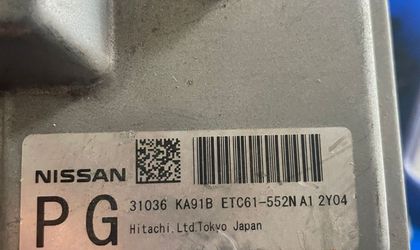 NISSAN
PG 31036 KA91B ETC61-552N A1 2Y04
Hitachi.Ltd.Tokyo Japan